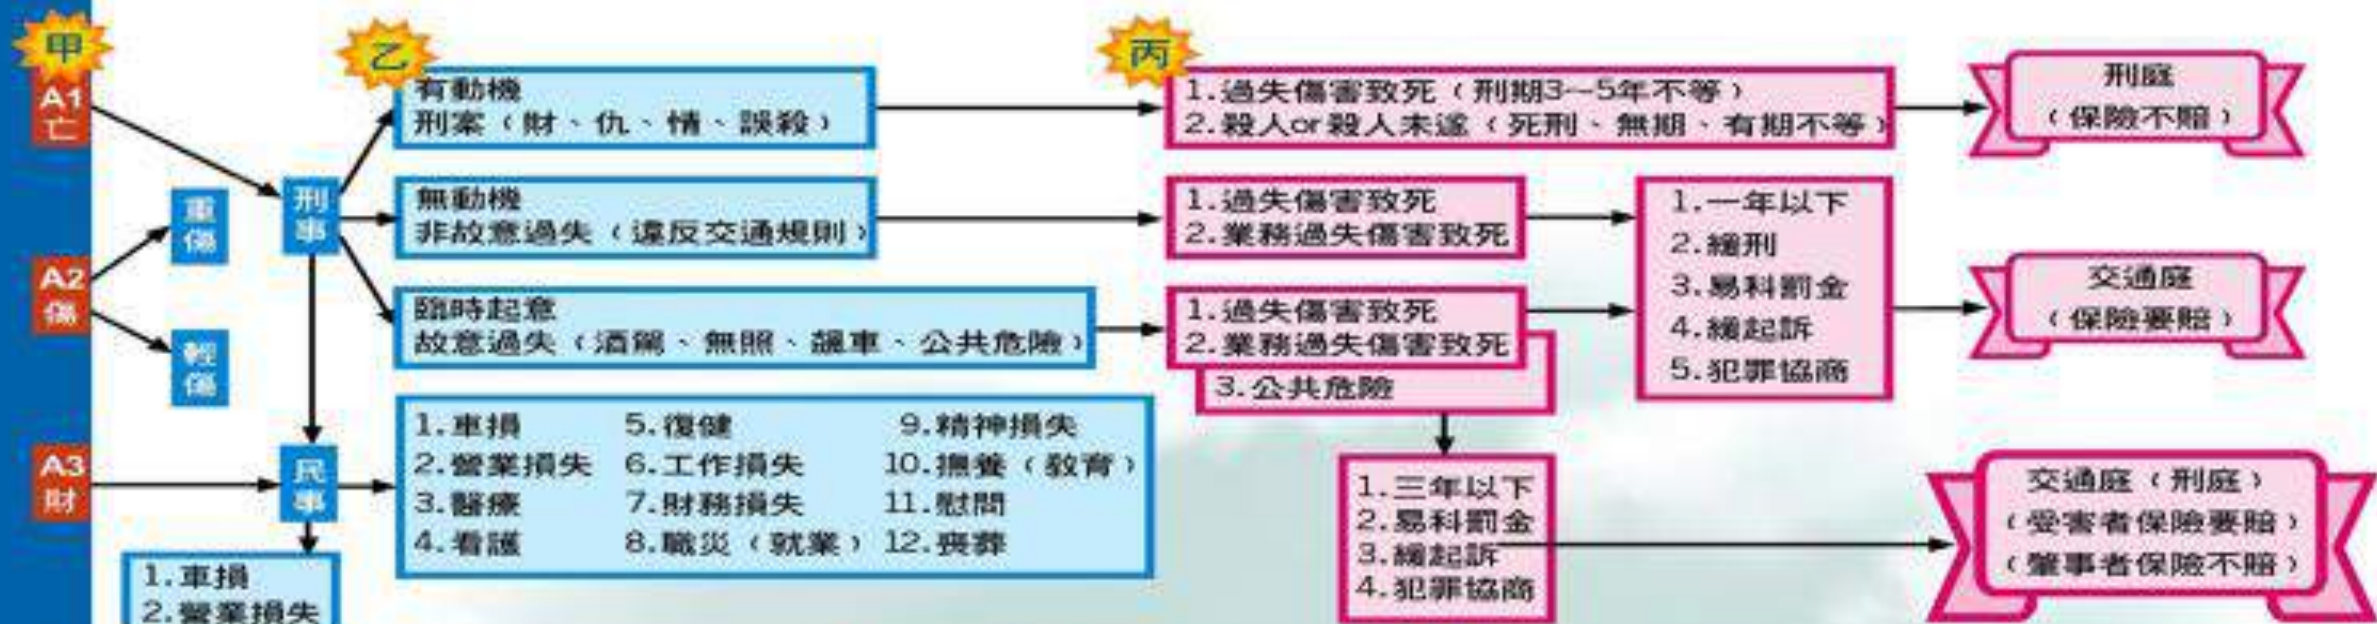 甲
A1
亡
A2
傷
A3
財
重傷
輕傷
刑事
民事
1.車損
2.營業損失
乙
有動機
刑案（財、仇、情、誤殺）
無動機
非故意過失（違反交通規則）
臨時起意
故意過失（酒駕、無照、飆車、公共危險）
1.車損 5.復健 9.精神損失
2.營業損失 6.工作損失 10.撫養（教育）
3.醫療 7.財務損失 11.慰問
4.看護 8.職災（就業） 12.喪葬
丙
1.過失傷害致死（刑期3─5年不等）
2.殺人or殺人未遂（死刑、無期、有期不等）
1.過失傷害致死
2.業務過失傷害致死
1.過失傷害致死
2.業務過失傷害致死
3.公共危險
1.一年以下
2.緩刑
3.易科罰金
4.緩起訴
5.犯罪協商
1.三年以下
2.易科罰金
3.緩起訴
4.犯罪協商
刑庭
（保險不賠）
交通庭
（保險要賠）
交通庭（刑庭）
（受害者保險要賠）
（肇事者保險不賠）